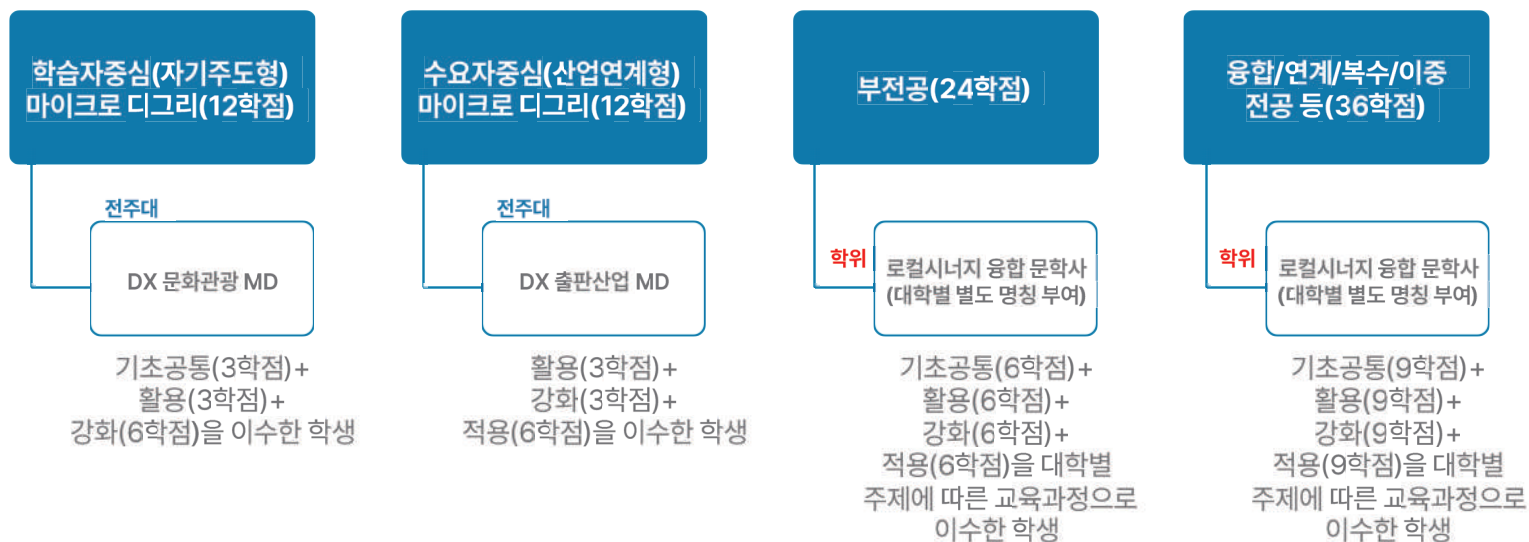 학습자중심(자기주도형)
마이크로 디그리(12학점)
전주대
DX 문화관광 MD
기초공통(3학점)+
활용(3학점)+
강화(6학점)을 이수한 학생
수요자중심(산업연계형)
마이크로 디그리(12학점)
전주대
DX 출판산업 MD
활용(3학점)+
강화(3학점)+
적용(6학점)을 이수한 학생
부전공(24학점)
학위
로컬시너지 융합 문학사
(대학별 별도 명칭 부여)
기초공통(6학점)+
활용(6학점)+
강화(6학점)+
적용(6학점)을 대학별
주제에 따른 교육과정으로
이수한 학생
융합/연계/복수/이중
전공 등(36학점)
학위
로컬시너지 융합 문학사
(대학별 별도 명칭 부여)
기초공통(9학점)+
활용(9학점)+
강화(9학점)+
적용(9학점)을 대학별
주제에 따른 교육과정으로
이수한 학생